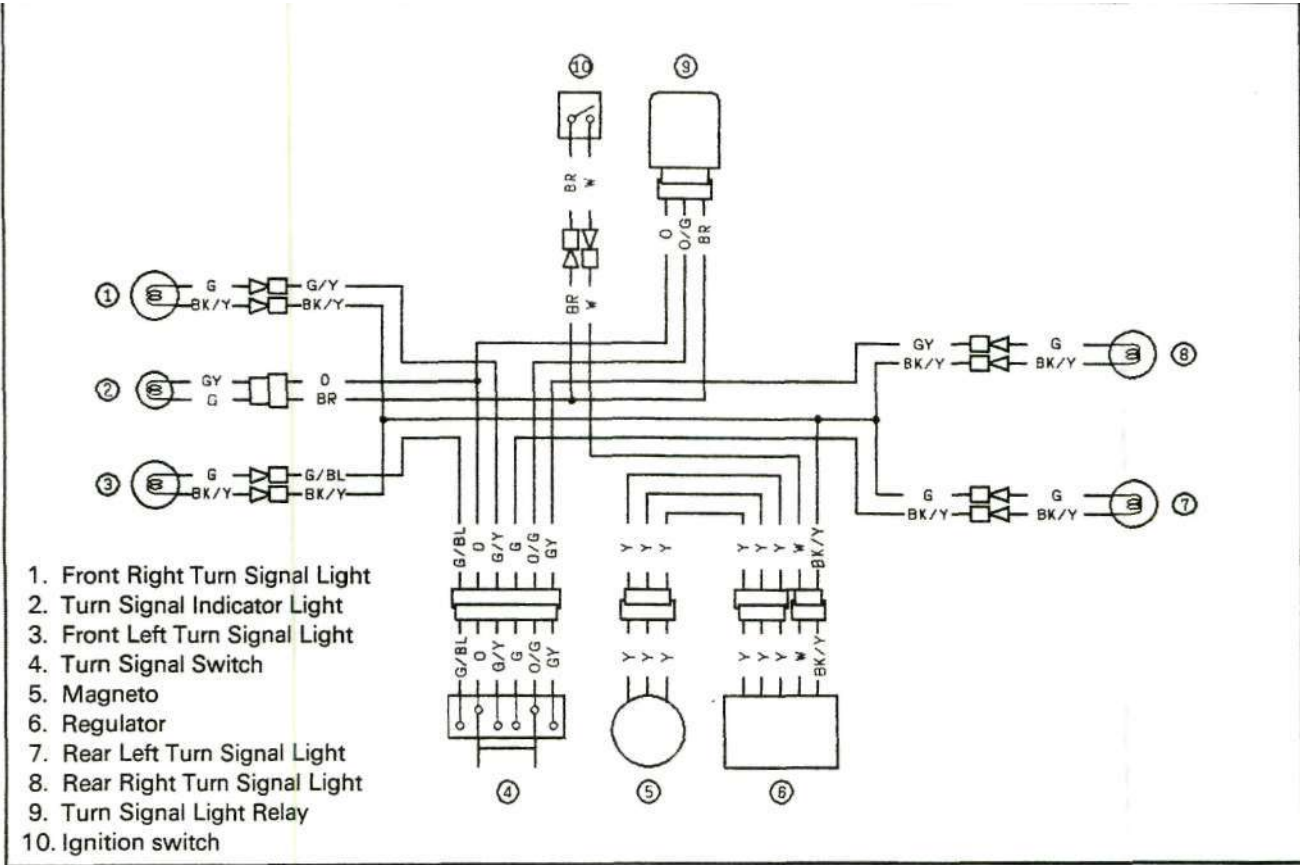 10 9
BR W
O O/G BR
BR W
1 G G/Y
BK/Y BK/Y
GY G 8
BK/Y BK/Y
2 GY O
G BR
3 G G/BL
BK/Y BK/Y
G G 7
BK/Y BK/Y
G/BL O G/Y G O/G GY Y Y Y Y Y Y W BK/Y
G/BL O G/Y G O/G GY Y Y Y Y Y Y W BK/Y
4 5 6
1. Front Right Turn Signal Light
2. Turn Signal Indicator Light
3. Front Left Turn Signal Light
4. Turn Signal Switch
5. Magneto
6. Regulator
7. Rear Left Turn Signal Light
8. Rear Right Turn Signal Light
9. Turn Signal Light Relay
10. Ignition switch